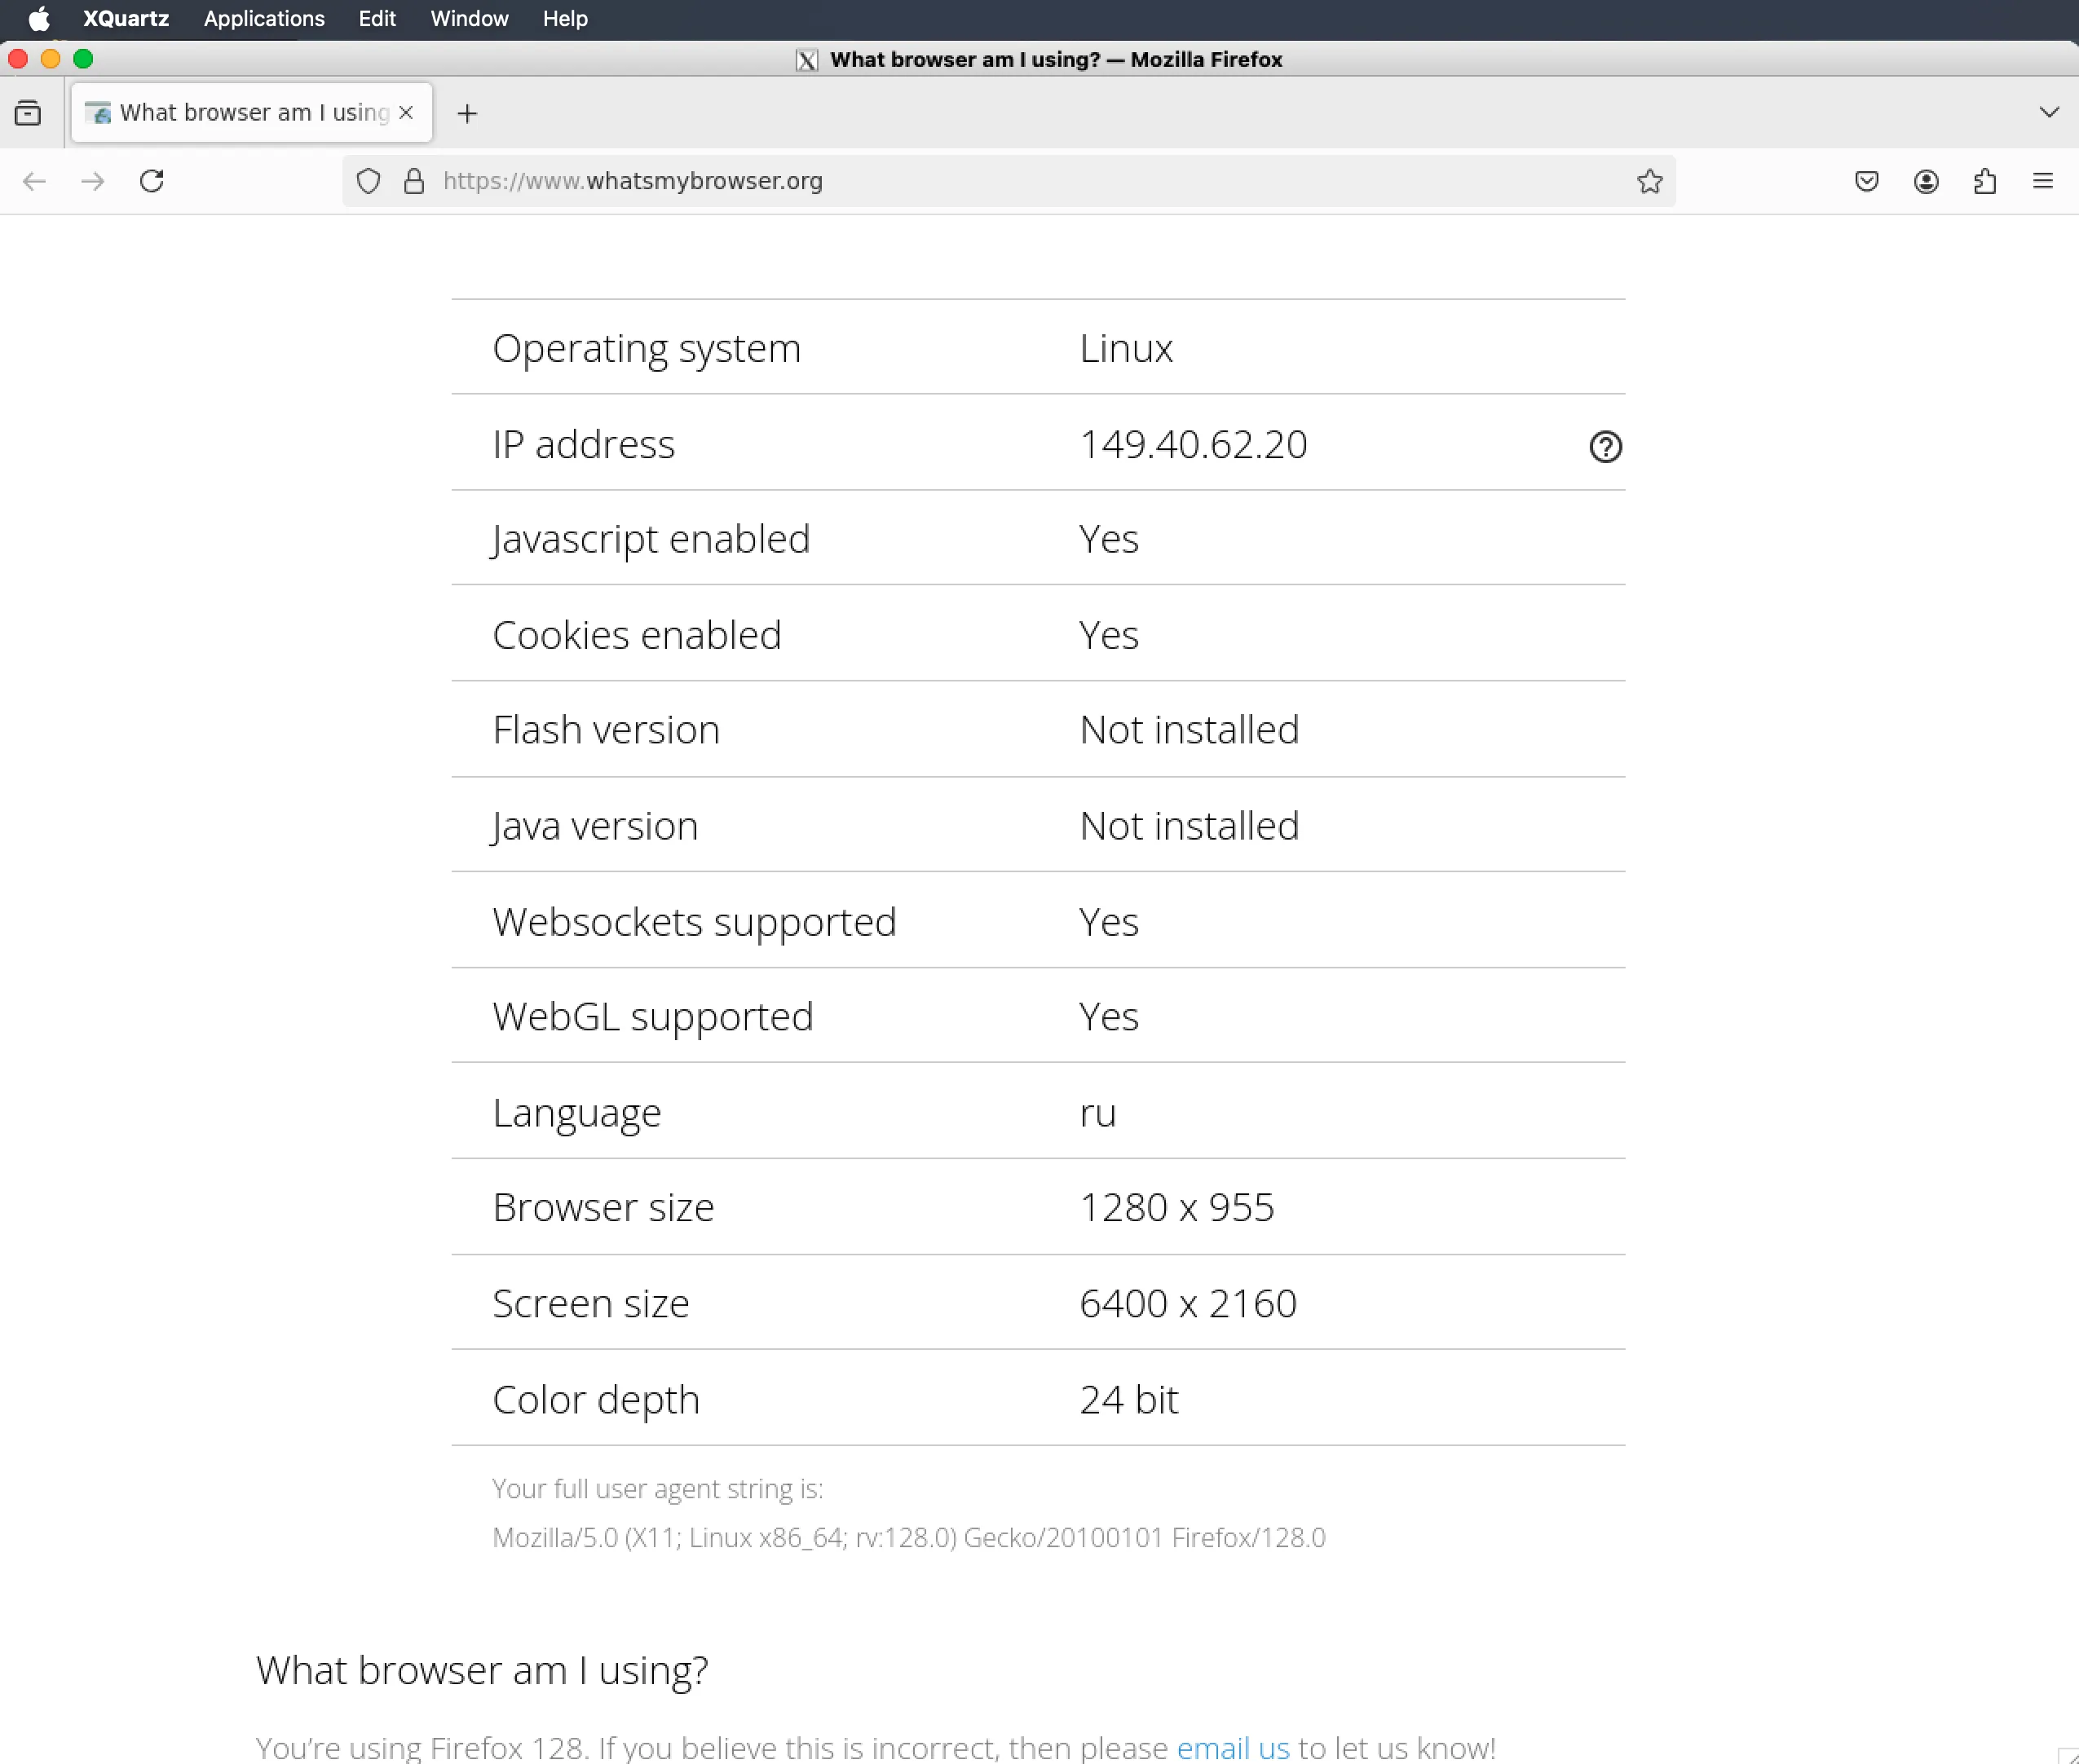 XQuartz Applications Edit Window Help
What browser am I using? — Mozilla Firefox
What browser am I using
https://www.whatsmybrowser.org
Operating system Linux
IP address 149.40.62.20
Javascript enabled Yes
Cookies enabled Yes
Flash version Not installed
Java version Not installed
Websockets supported Yes
WebGL supported Yes
Language ru
Browser size 1280 x 955
Screen size 6400 x 2160
Color depth 24 bit
Your full user agent string is:
Mozilla/5.0 (X11; Linux x86_64; rv:128.0) Gecko/20100101 Firefox/128.0
What browser am I using?
You're using Firefox 128. If you believe this is incorrect, then please email us to let us know!